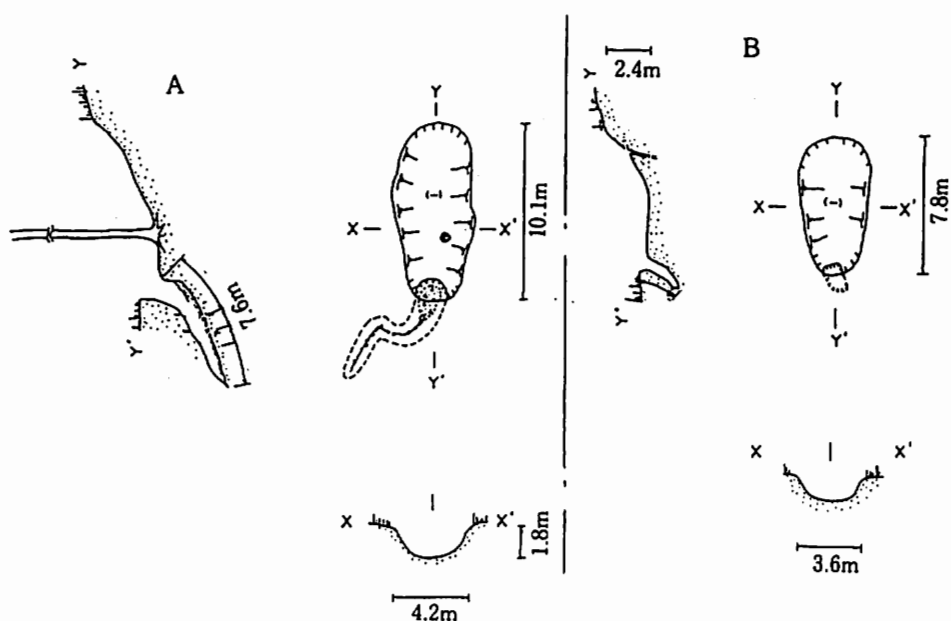 A
Y
Y'
7.6m
Y
X
X'
Y'
10.1m
X
X'
1.8m
4.2m
B
2.4m
Y
Y'
Y
X
X'
Y'
7.8m
X
X'
3.6m